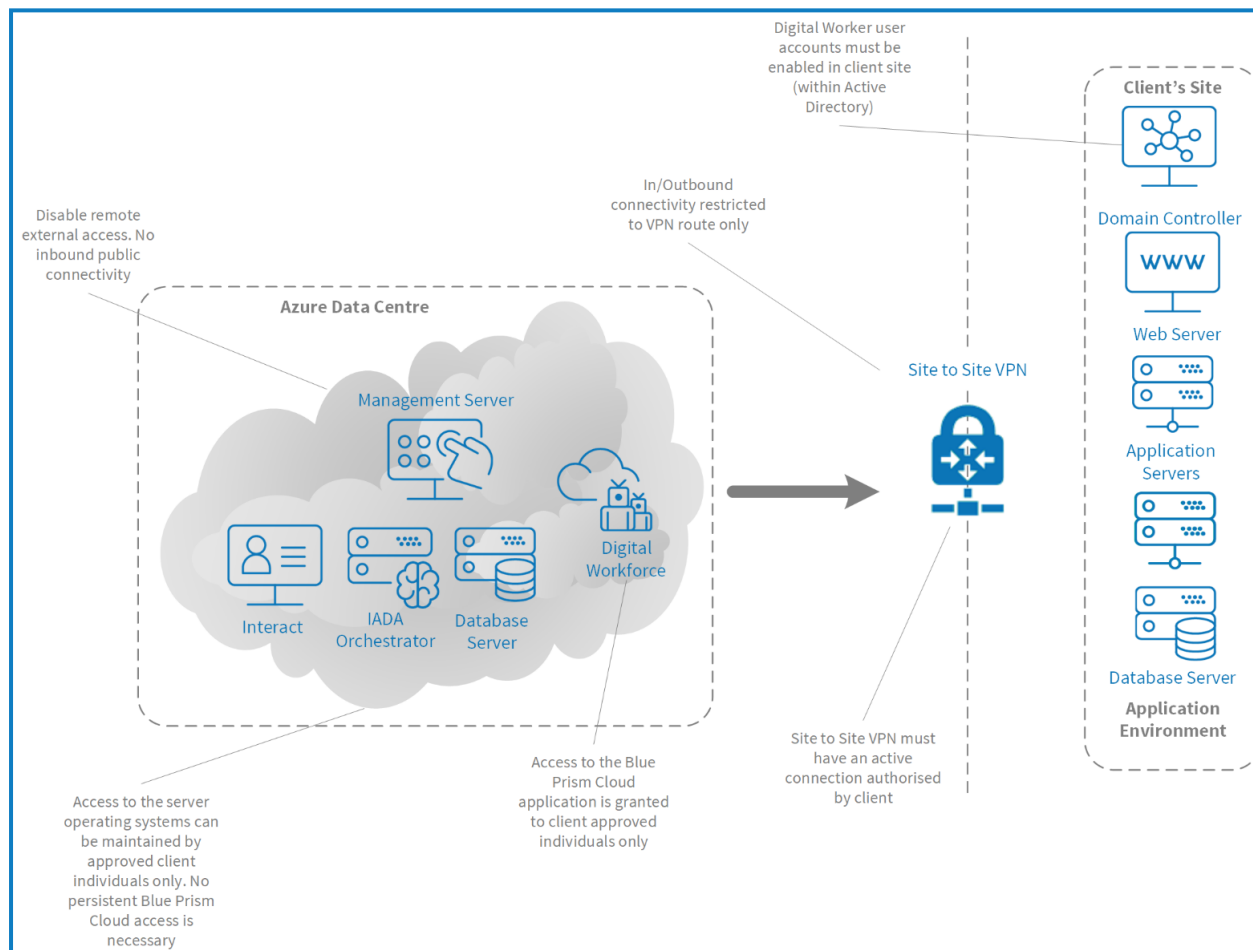 Digital Worker user
accounts must be
enabled in client site
(within Active
Directory)
Client's Site
In/Outbound
connectivity restricted
to VPN route only
Disable remote
external access. No
inbound public
connectivity
Domain Controller
WWW
Azure Data Centre
Web Server
Site to Site VPN
Management Server
Application
Servers
Digital
Workforce
Interact
IADA
Orchestrator
Database
Server
Database Server
Application
Environment
Site to Site VPN must
have an active
connection authorised
by client
Access to the Blue
Prism Cloud
application is granted
to client approved
individuals only
Access to the server
operating systems can
be maintained by
approved client
individuals only. No
persistent Blue Prism
Cloud access is
necessary